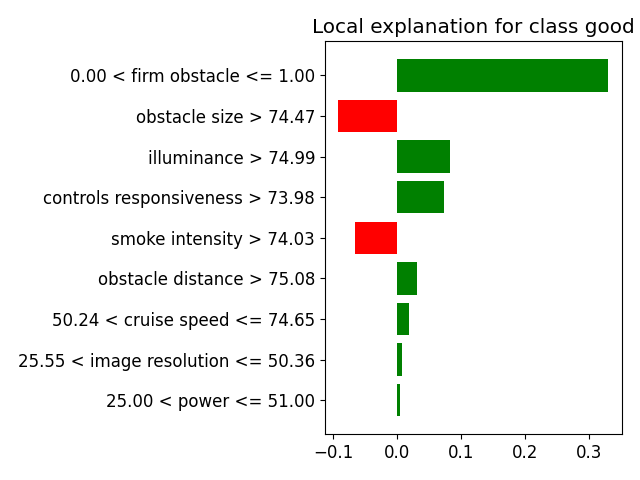 Local explanation for class good
0.00 < firm obstacle <= 1.00
obstacle size > 74.47
illuminance > 74.99
controls responsiveness > 73.98
smoke intensity > 74.03
obstacle distance > 75.08
50.24 < cruise speed <= 74.65
25.55 < image resolution <= 50.36
25.00 < power <= 51.00
−0.1 0.0 0.1 0.2 0.3